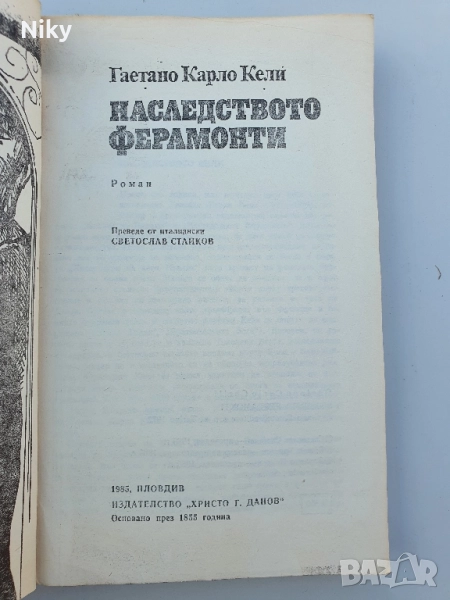 Niky
Гаетано Карло Кели
НАСЛЕДСТВОТО
ФЕРАМОНТИ
Роман
Преведе от италиански
СВЕТОСЛАВ СТАЙКОВ
1985, ПЛОВДИВ
ИЗДАТЕЛСТВО „ХРИСТО Г. ДАНОВ"
Основано през 1855 година
BAZAR